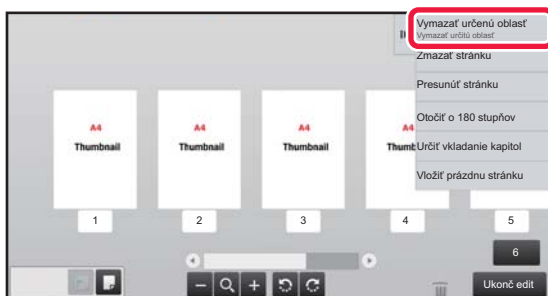 Vymazať určenú oblasť
Vymazať určitú oblasť
Zmazať stránku
Presunúť stránku
Otočiť o 180 stupňov
Určiť vkladanie kapitol
Vložiť prázdnu stránku
A4
Thumbnail
A4
Thumbnail
A4
Thumbnail
A4
Thumb
1
2
3
4
5
6
Ukonč edit